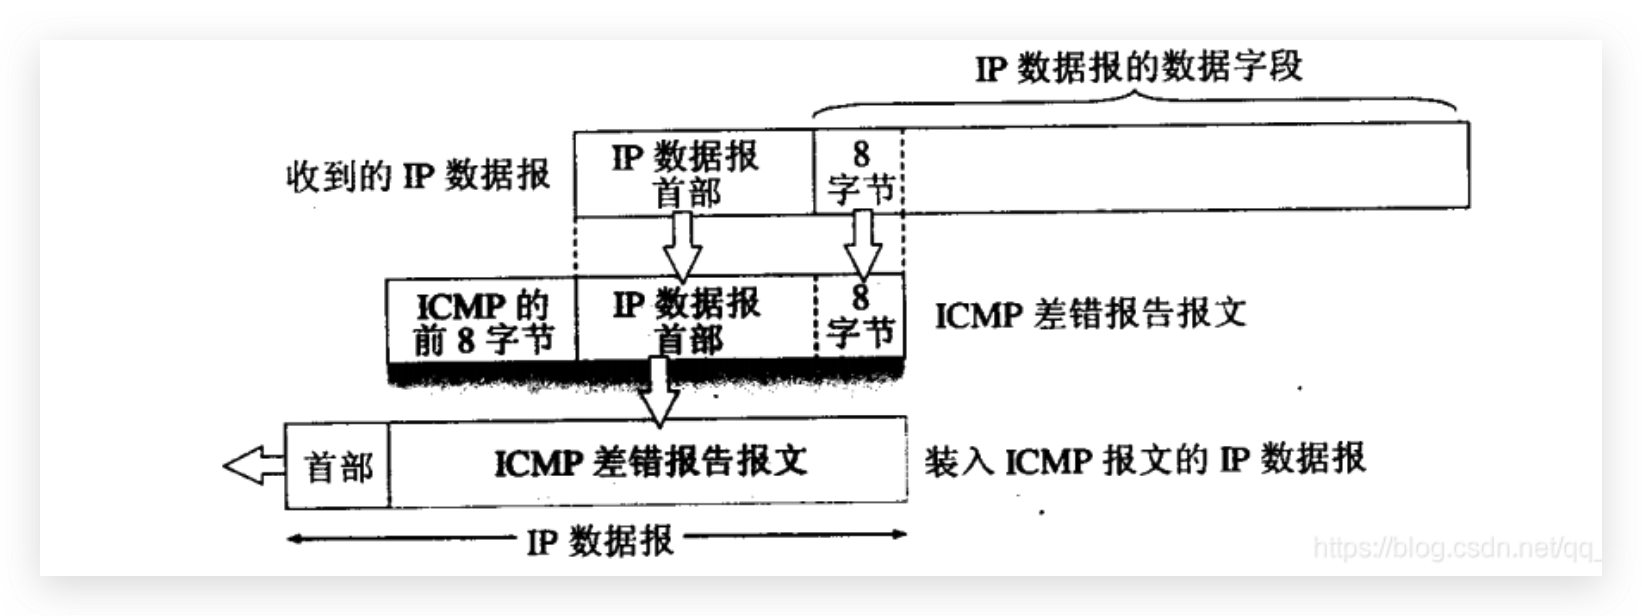 IP 数据报的数据字段
收到的 IP 数据报
IP 数据报
首部
8
字节
ICMP 的
前 8 字节
IP 数据报
首部
8
字节
ICMP 差错报告报文
首部
ICMP 差错报告报文
装入 ICMP 报文的 IP 数据报
IP 数据报
https://blog.csdn.net/qq_